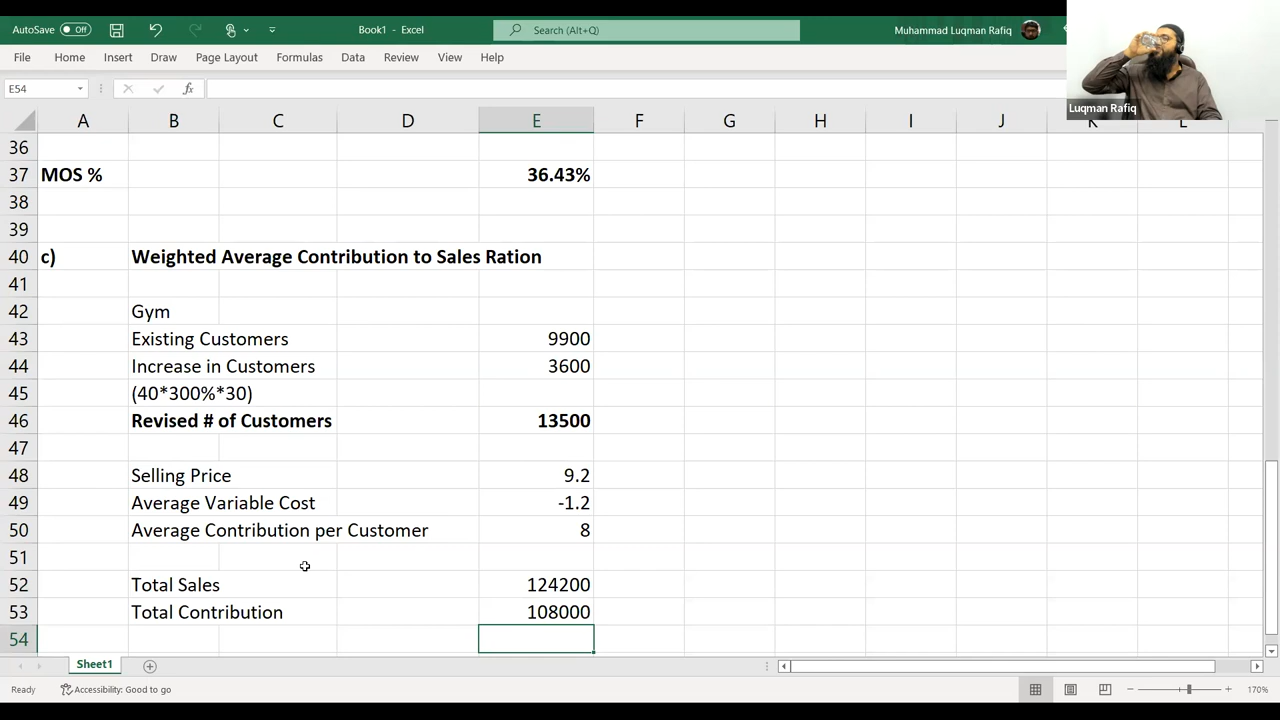 AutoSave Off Book1 - Excel Search (Alt+Q) Muhammad Luqman Rafiq
File Home Insert Draw Page Layout Formulas Data Review View Help
Luqman Rafiq
E54 fx
A B C D E F G H I J K L
36
37 MOS % 36.43%
38
39
40 c) Weighted Average Contribution to Sales Ration
41
42 Gym
43 Existing Customers 9900
44 Increase in Customers 3600
45 (40*300%*30)
46 Revised # of Customers 13500
47
48 Selling Price 9.2
49 Average Variable Cost -1.2
50 Average Contribution per Customer 8
51
52 Total Sales 124200
53 Total Contribution 108000
54
Sheet1
Ready Accessibility: Good to go 170%